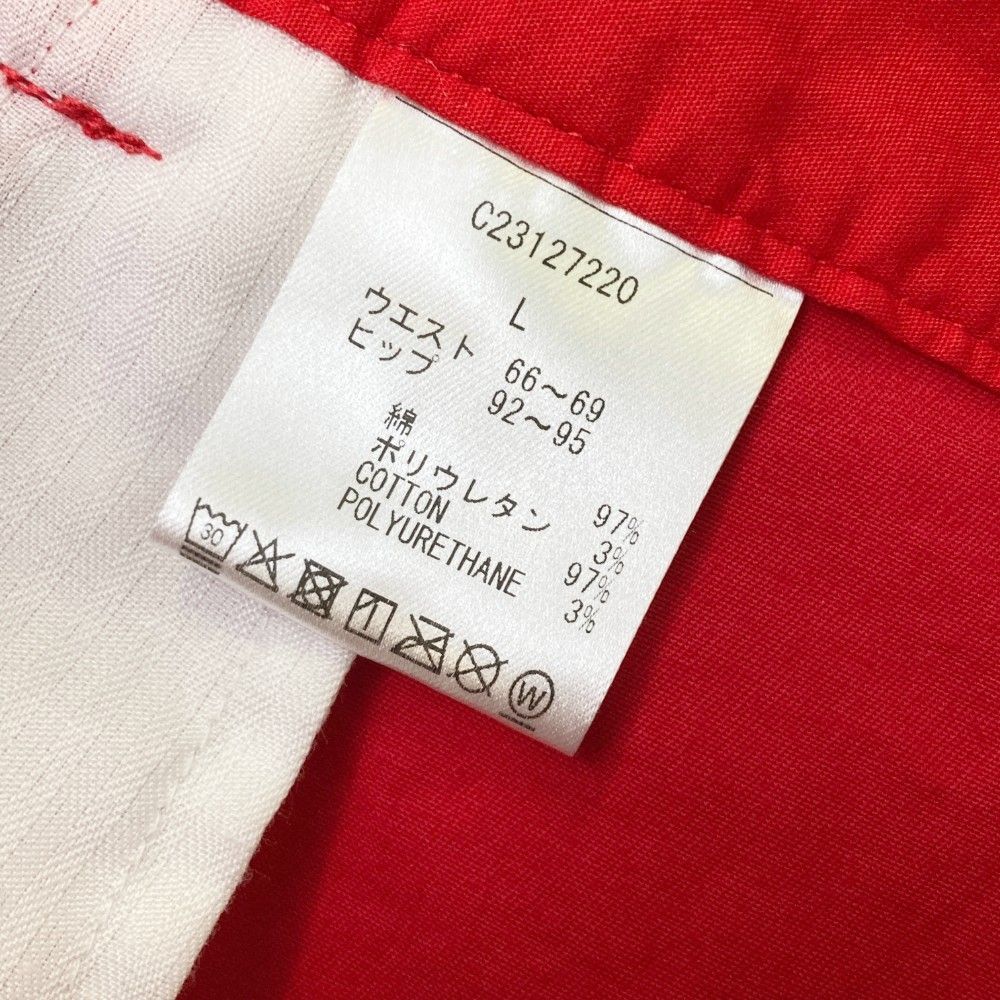 C23127220
L
ウエスト 66～69
ヒップ 92～95
綿 97%
ポリウレタン 3%
COTTON 97%
POLYURETHANE 3%
30 W